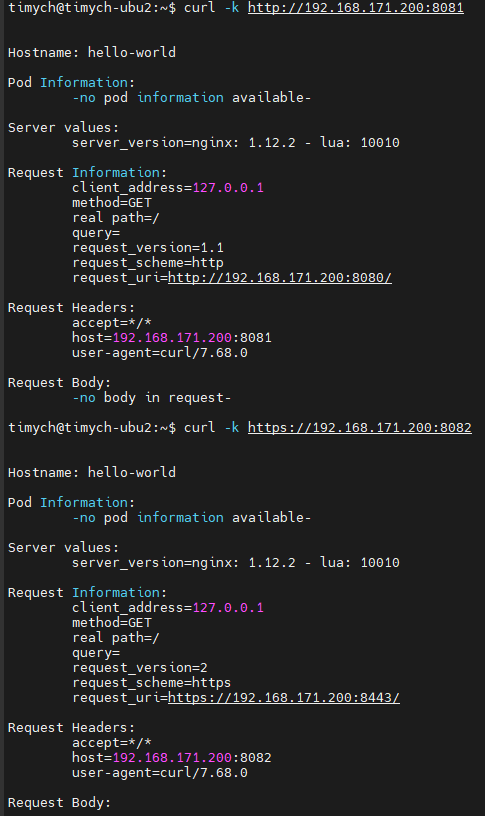 timych@timych-ubu2:~$ curl -k http://192.168.171.200:8081
Hostname: hello-world
Pod Information:
-no pod information available-
Server values:
server_version=nginx: 1.12.2 - lua: 10010
Request Information:
client_address=127.0.0.1
method=GET
real path=/
query=
request_version=1.1
request_scheme=http
request_uri=http://192.168.171.200:8080/
Request Headers:
accept=*/*
host=192.168.171.200:8081
user-agent=curl/7.68.0
Request Body:
-no body in request-
timych@timych-ubu2:~$ curl -k https://192.168.171.200:8082
Hostname: hello-world
Pod Information:
-no pod information available-
Server values:
server_version=nginx: 1.12.2 - lua: 10010
Request Information:
client_address=127.0.0.1
method=GET
real path=/
query=
request_version=2
request_scheme=https
request_uri=https://192.168.171.200:8443/
Request Headers:
accept=*/*
host=192.168.171.200:8082
user-agent=curl/7.68.0
Request Body: